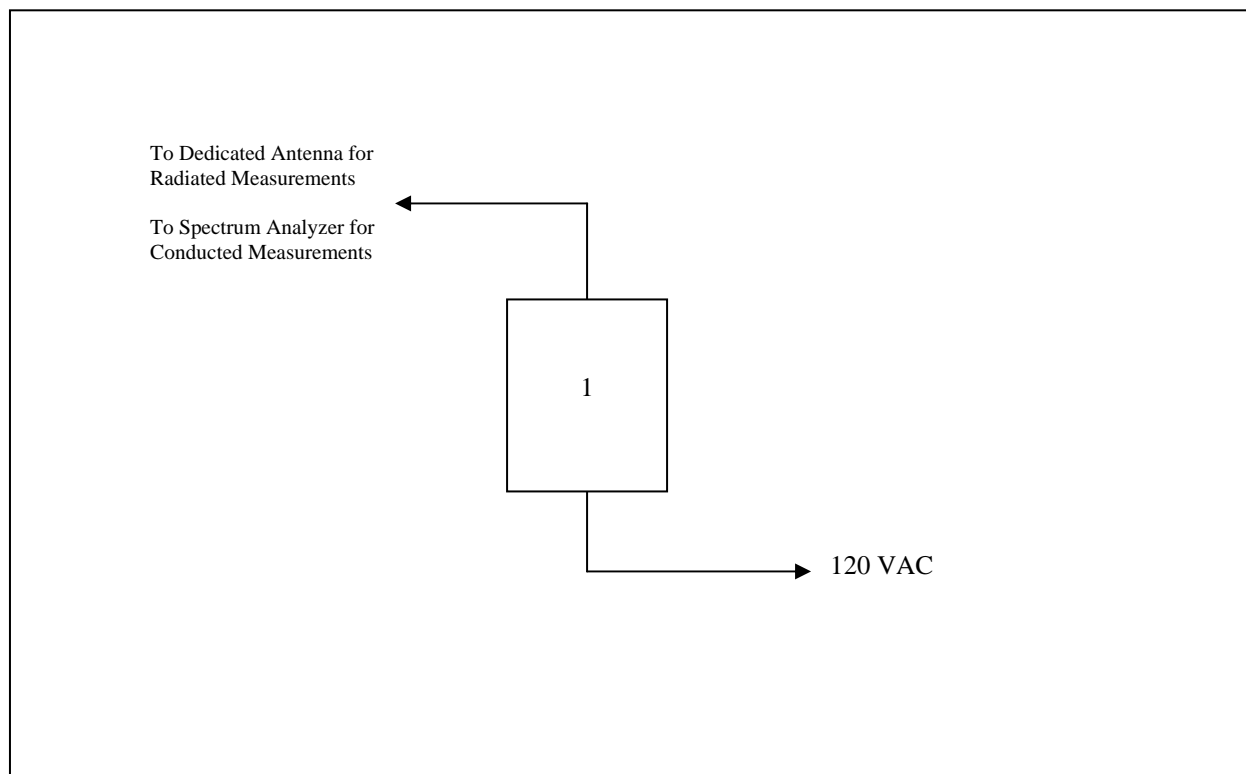 To Dedicated Antenna for
Radiated Measurements
To Spectrum Analyzer for
Conducted Measurements
1
120 VAC